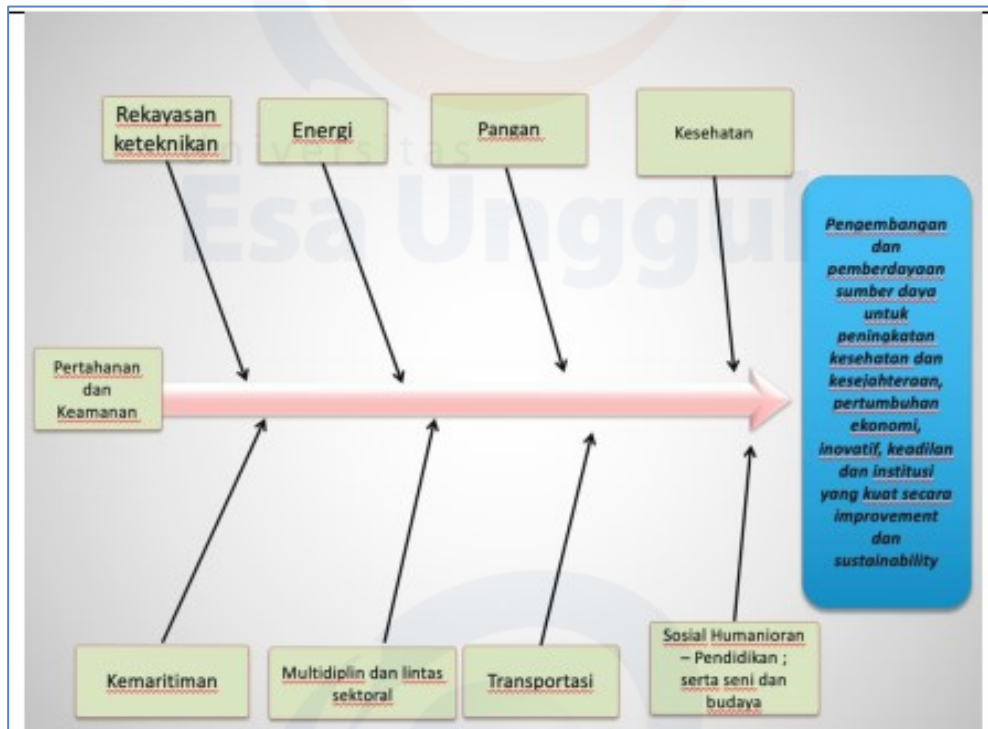 Rekayasan
keteknikan
Energi
Pangan
Kesehatan
Universitas
Esa Unggul
Pengembangan
dan
pemberdayaan
sumber daya
untuk
peningkatan
kesehatan dan
kesejahteraan,
pertumbuhan
ekonomi,
inovatif, keadilan
dan institusi
yang kuat secara
improvement
dan
sustainability
Pertahanan
dan
Keamanan
Kemaritiman
Multidiplin dan lintas
sektoral
Transportasi
Sosial Humanioran
– Pendidikan ;
serta seni dan
budaya